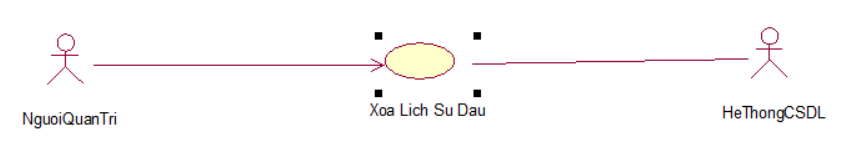 NguoiQuanTri
Xoa Lich Su Dau
HeThongCSDL